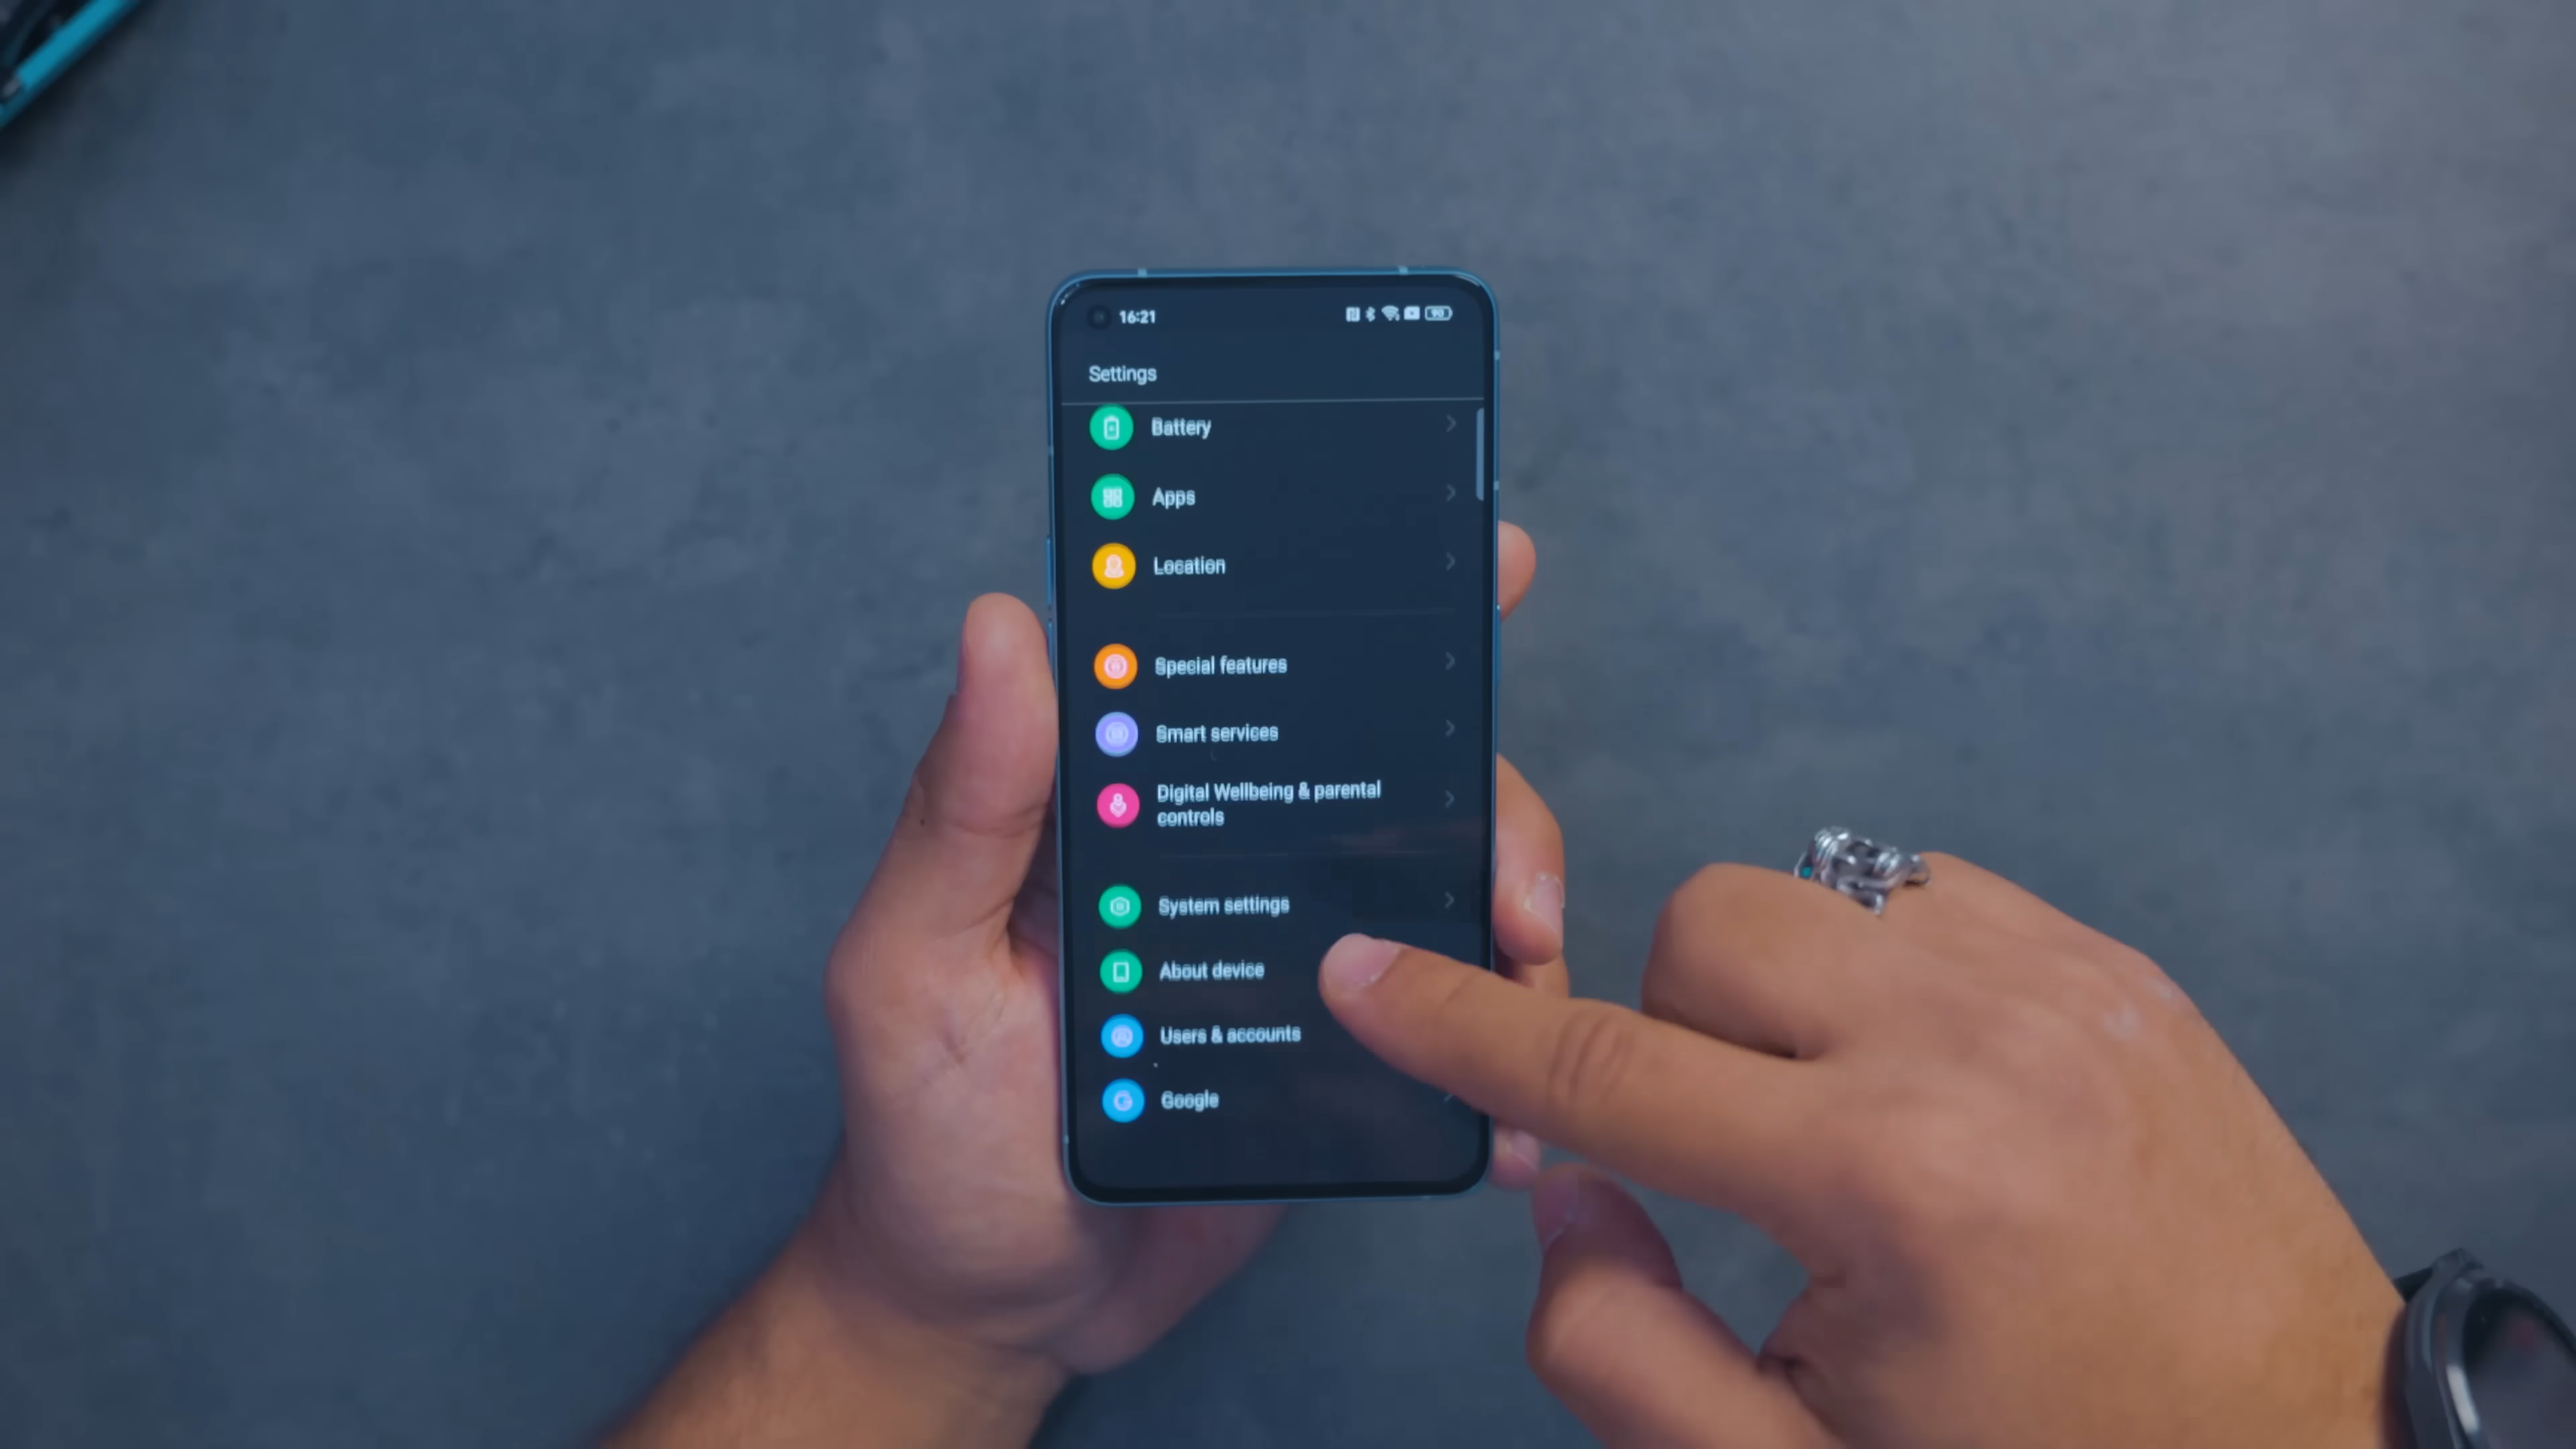 16:21
90
Settings
Battery
Apps
Location
Special features
Smart services
Digital Wellbeing & parental
controls
System settings
About device
Users & accounts
Google